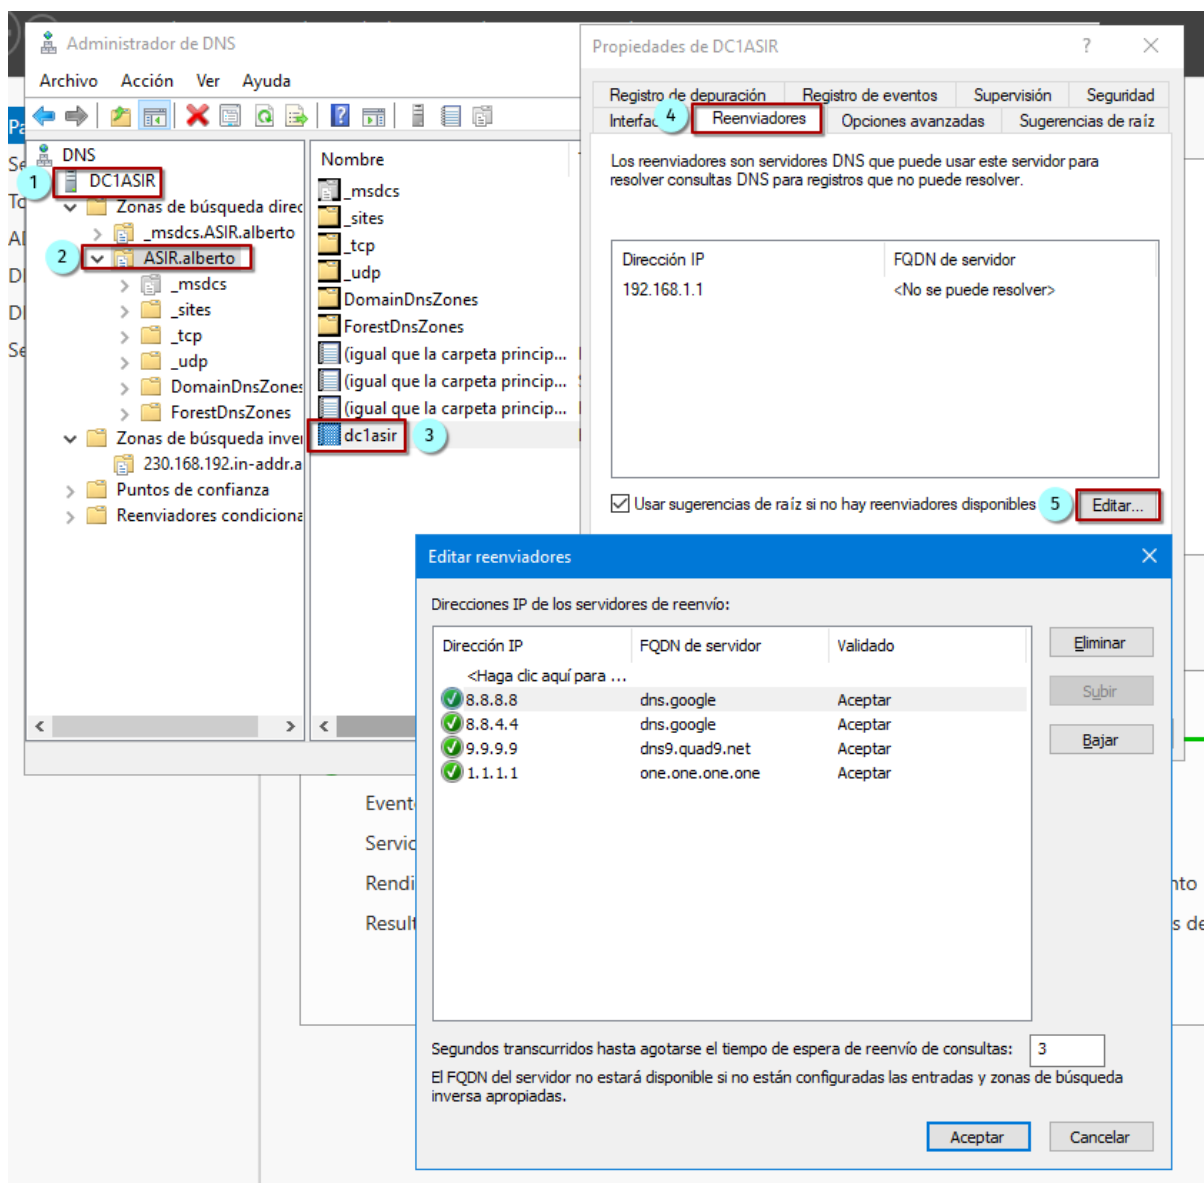 Administrador de DNS
Archivo Acción Ver Ayuda
DNS
1 DC1ASIR
Zonas de búsqueda direc
_msdcs.ASIR.alberto
2 ASIR.alberto
_msdcs
_sites
_tcp
_udp
DomainDnsZones
ForestDnsZones
Zonas de búsqueda inver
230.168.192.in-addr.a
Puntos de confianza
Reenviadores condiciona
Nombre
_msdcs
_sites
_tcp
_udp
DomainDnsZones
ForestDnsZones
(igual que la carpeta princip...
(igual que la carpeta princip...
(igual que la carpeta princip...
dc1asir 3
Propiedades de DC1ASIR
Registro de depuración Registro de eventos Supervisión Seguridad
Interfac 4 Reenviadores Opciones avanzadas Sugerencias de raíz
Los reenviadores son servidores DNS que puede usar este servidor para
resolver consultas DNS para registros que no puede resolver.
Dirección IP FQDN de servidor
192.168.1.1 <No se puede resolver>
Usar sugerencias de raíz si no hay reenviadores disponibles 5 Editar...
Editar reenviadores
Direcciones IP de los servidores de reenvío:
Dirección IP FQDN de servidor Validado
<Haga clic aquí para ...
8.8.8.8 dns.google Aceptar
8.8.4.4 dns.google Aceptar
9.9.9.9 dns9.quad9.net Aceptar
1.1.1.1 one.one.one.one Aceptar
Eliminar
Subir
Bajar
Segundos transcurridos hasta agotarse el tiempo de espera de reenvío de consultas: 3
El FQDN del servidor no estará disponible si no están configuradas las entradas y zonas de búsqueda
inversa apropiadas.
Aceptar Cancelar
Event
Servic
Rendi
Result
nto
s de